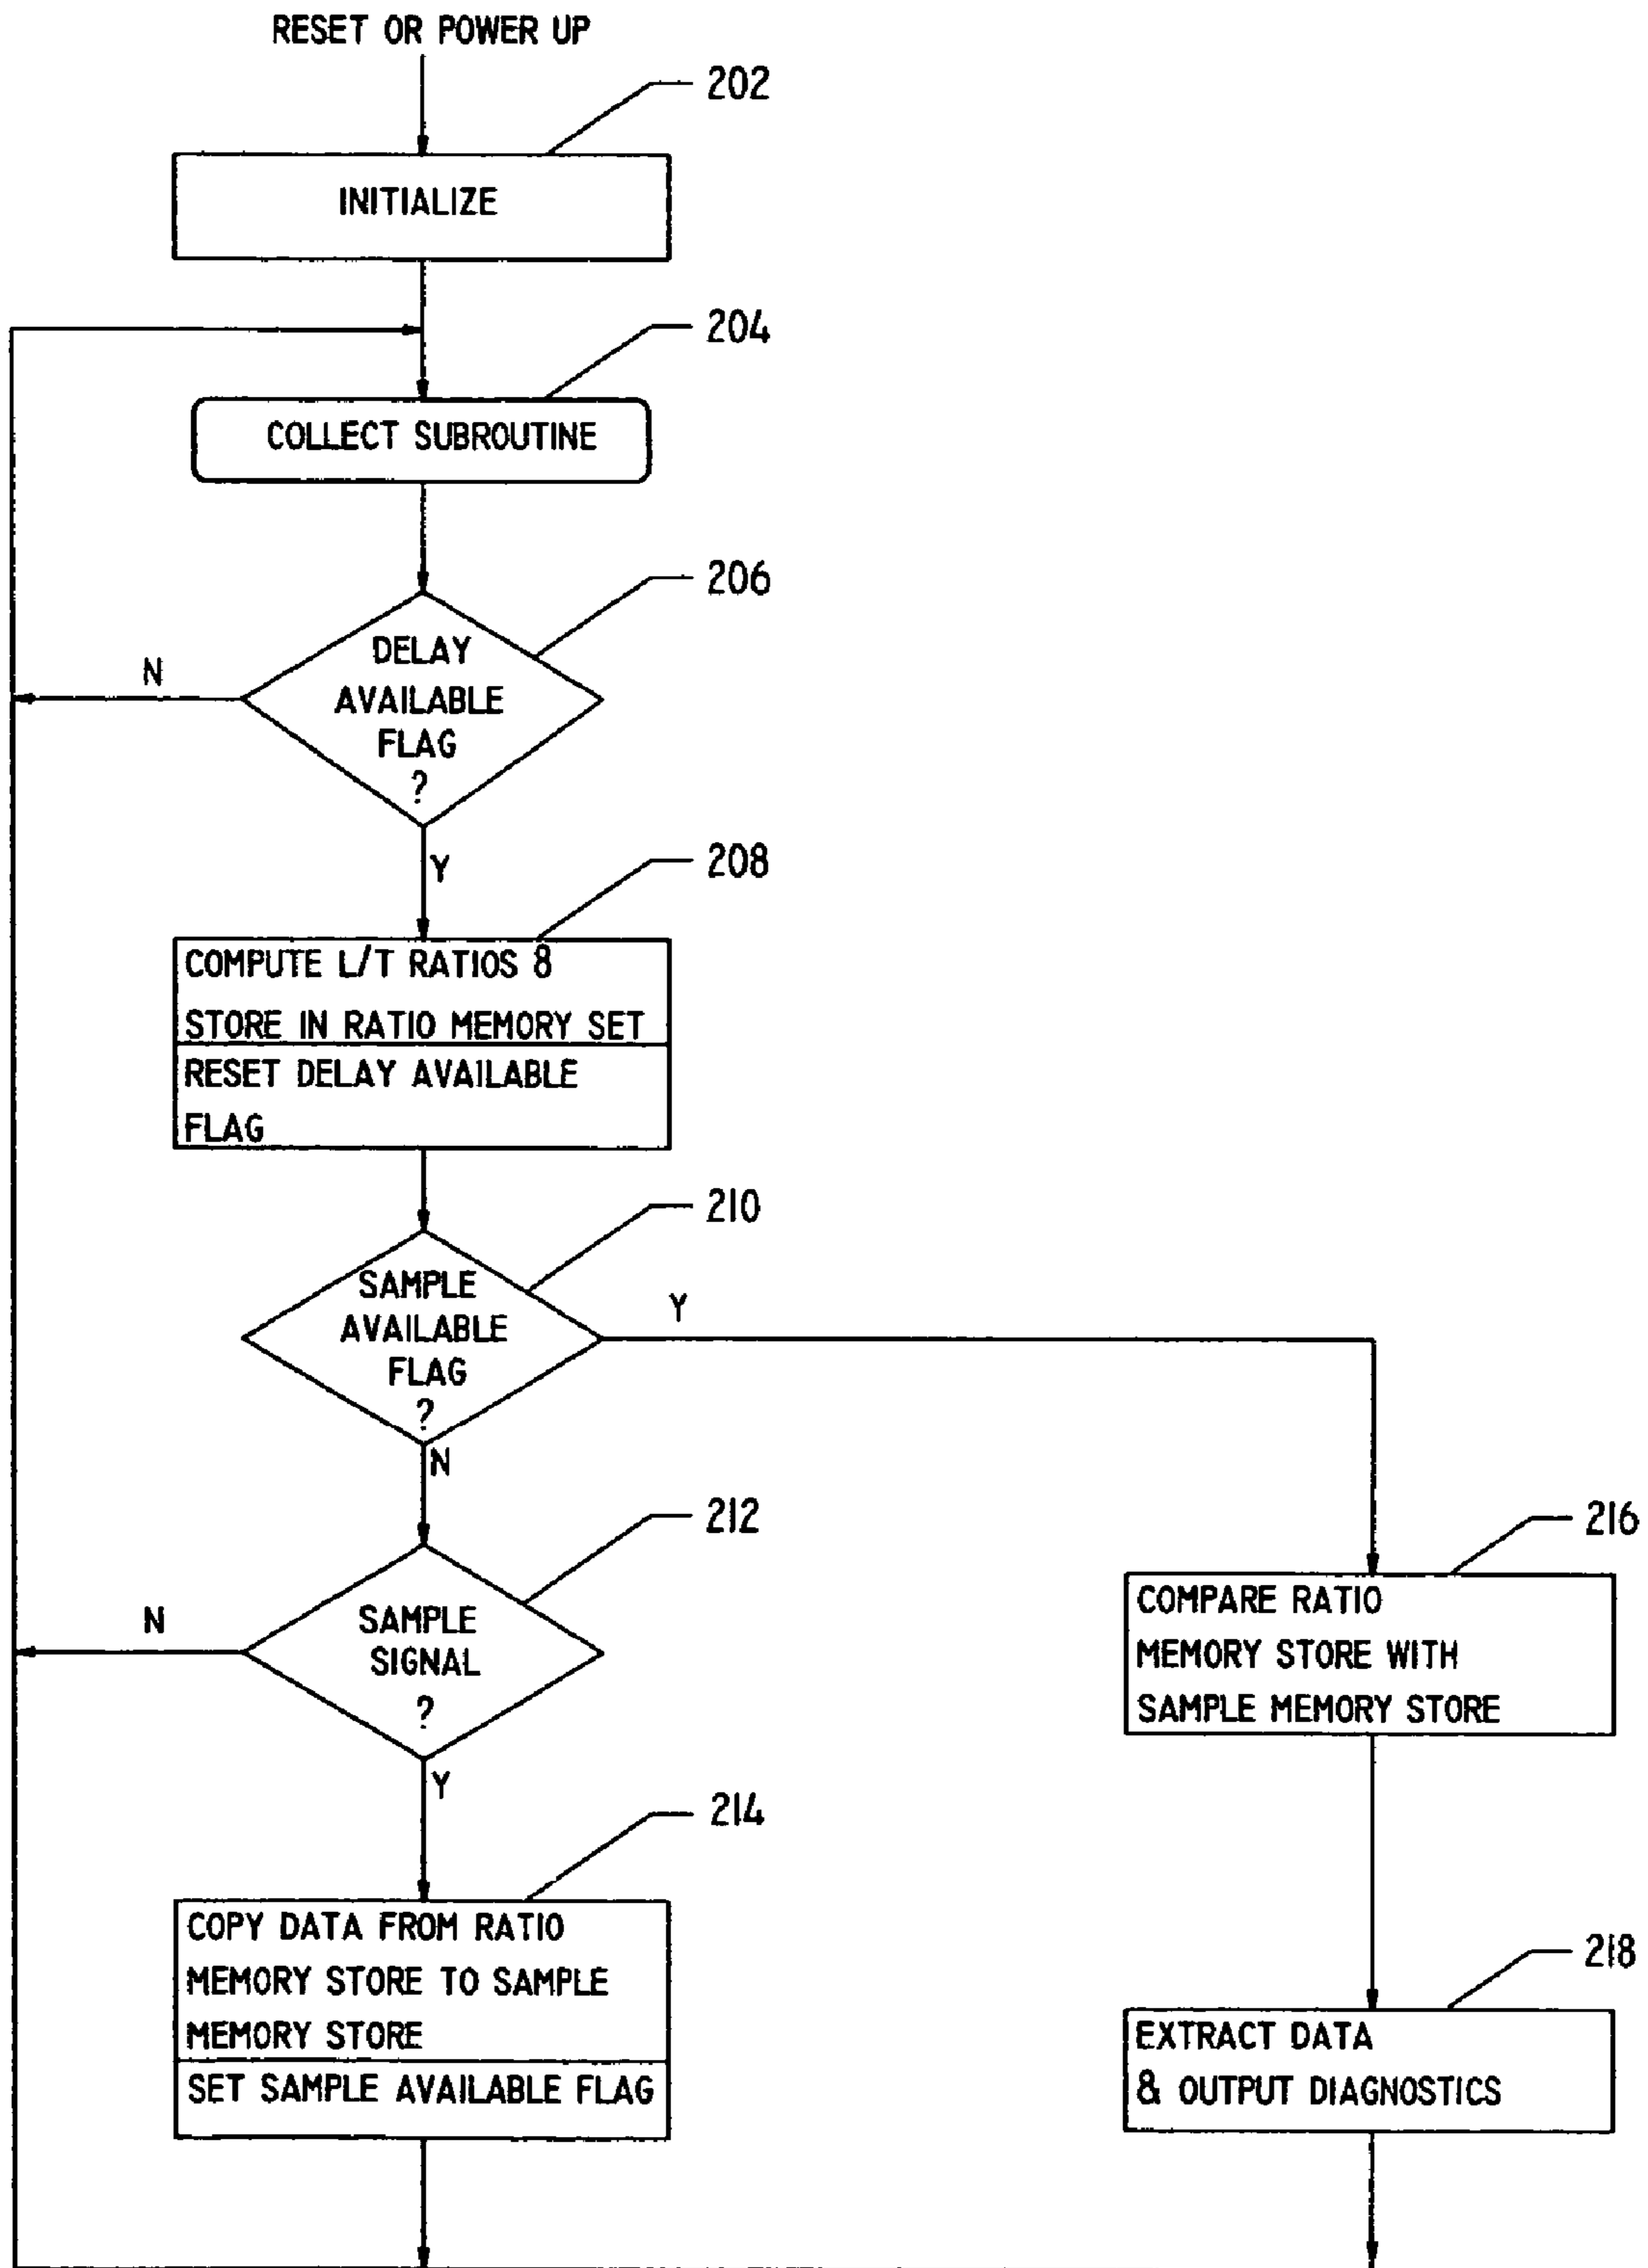 RESET OR POWER UP
202
INITIALIZE
204
COLLECT SUBROUTINE
206
DELAY
AVAILABLE
FLAG
?
N
Y
208
COMPUTE L/T RATIOS 8
STORE IN RATIO MEMORY SET
RESET DELAY AVAILABLE
FLAG
210
SAMPLE
AVAILABLE
FLAG
?
Y
N
212
SAMPLE
SIGNAL
?
N
Y
214
COPY DATA FROM RATIO
MEMORY STORE TO SAMPLE
MEMORY STORE
SET SAMPLE AVAILABLE FLAG
216
COMPARE RATIO
MEMORY STORE WITH
SAMPLE MEMORY STORE
218
EXTRACT DATA
& OUTPUT DIAGNOSTICS